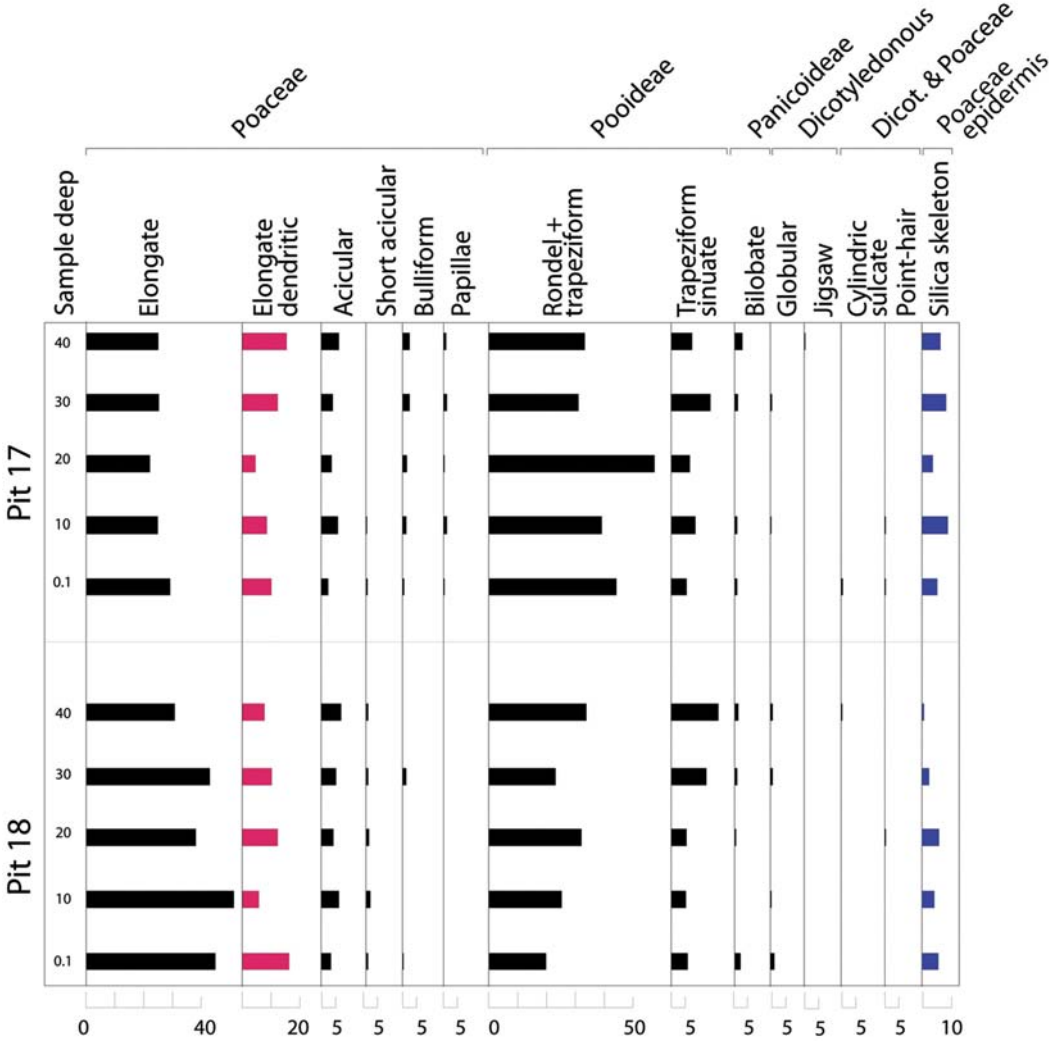 Poaceae
Pooideae
Panicoideae
Dicotyledonous
Dicot. & Poaceae
Poaceae
epidermis
Sample deep
Elongate
Elongate
dendritic
Acicular
Short acicular
Bulliform
Papillae
Rondel +
trapeziform
Trapeziform
sinuate
Bilobate
Globular
Jigsaw
Cylindric
sulcate
Point-hair
Silica skeleton
Pit 17
40
30
20
10
0.1
Pit 18
40
30
20
10
0.1
0 40 20 5 5 5 5 0 50 5 5 5 5 5 5 10